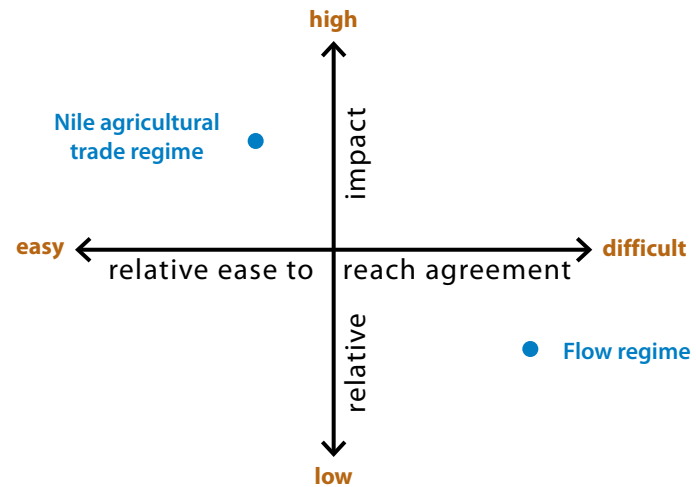 high
Nile agricultural
trade regime
impact
easy
difficult
relative ease to reach agreement
relative
Flow regime
low